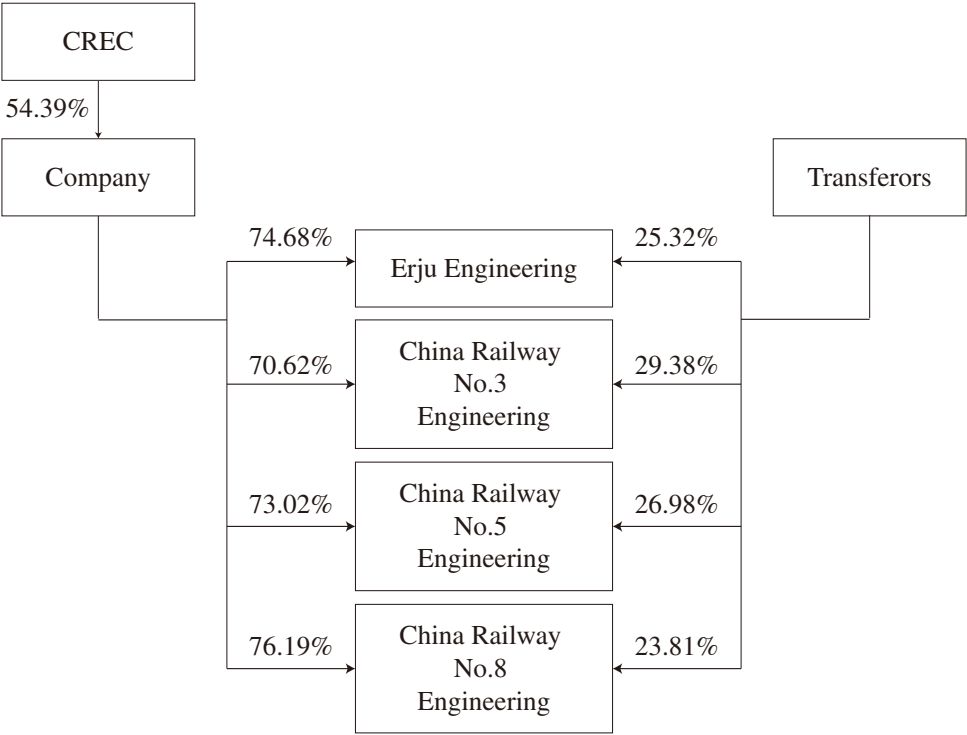 CREC
54.39%
Company
Transferors
74.68%
Erju Engineering
25.32%
70.62%
China Railway
No.3
Engineering
29.38%
73.02%
China Railway
No.5
Engineering
26.98%
76.19%
China Railway
No.8
Engineering
23.81%